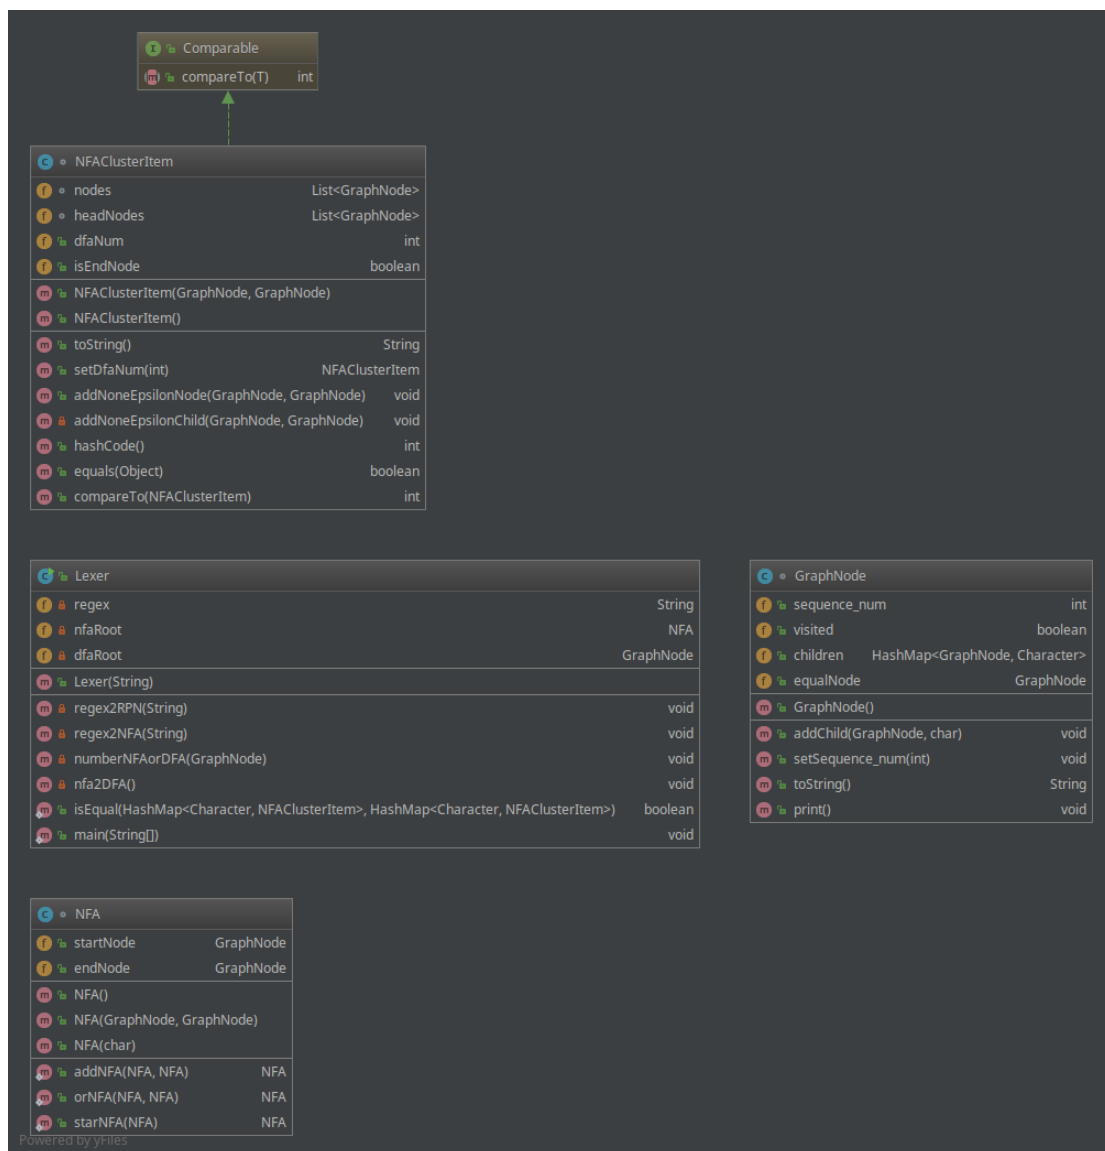 Comparable
compareTo(T) int
NFAClusterItem
nodes List<GraphNode>
headNodes List<GraphNode>
dfaNum int
isEndNode boolean
NFAClusterItem(GraphNode, GraphNode)
NFAClusterItem()
toString() String
setDfaNum(int) NFAClusterItem
addNoneEpsilonNode(GraphNode, GraphNode) void
addNoneEpsilonChild(GraphNode, GraphNode) void
hashCode() int
equals(Object) boolean
compareTo(NFAClusterItem) int
Lexer
regex String
nfaRoot NFA
dfaRoot GraphNode
Lexer(String)
regex2RPN(String) void
regex2NFA(String) void
numberNFAorDFA(GraphNode) void
nfa2DFA() void
isEqual(HashMap<Character, NFAClusterItem>, HashMap<Character, NFAClusterItem>) boolean
main(String[]) void
GraphNode
sequence_num int
visited boolean
children HashMap<GraphNode, Character>
equalNode GraphNode
GraphNode()
addChild(GraphNode, char) void
setSequence_num(int) void
toString() String
print() void
NFA
startNode GraphNode
endNode GraphNode
NFA()
NFA(GraphNode, GraphNode)
NFA(char)
addNFA(NFA, NFA) NFA
orNFA(NFA, NFA) NFA
starNFA(NFA) NFA
Powered by yFiles